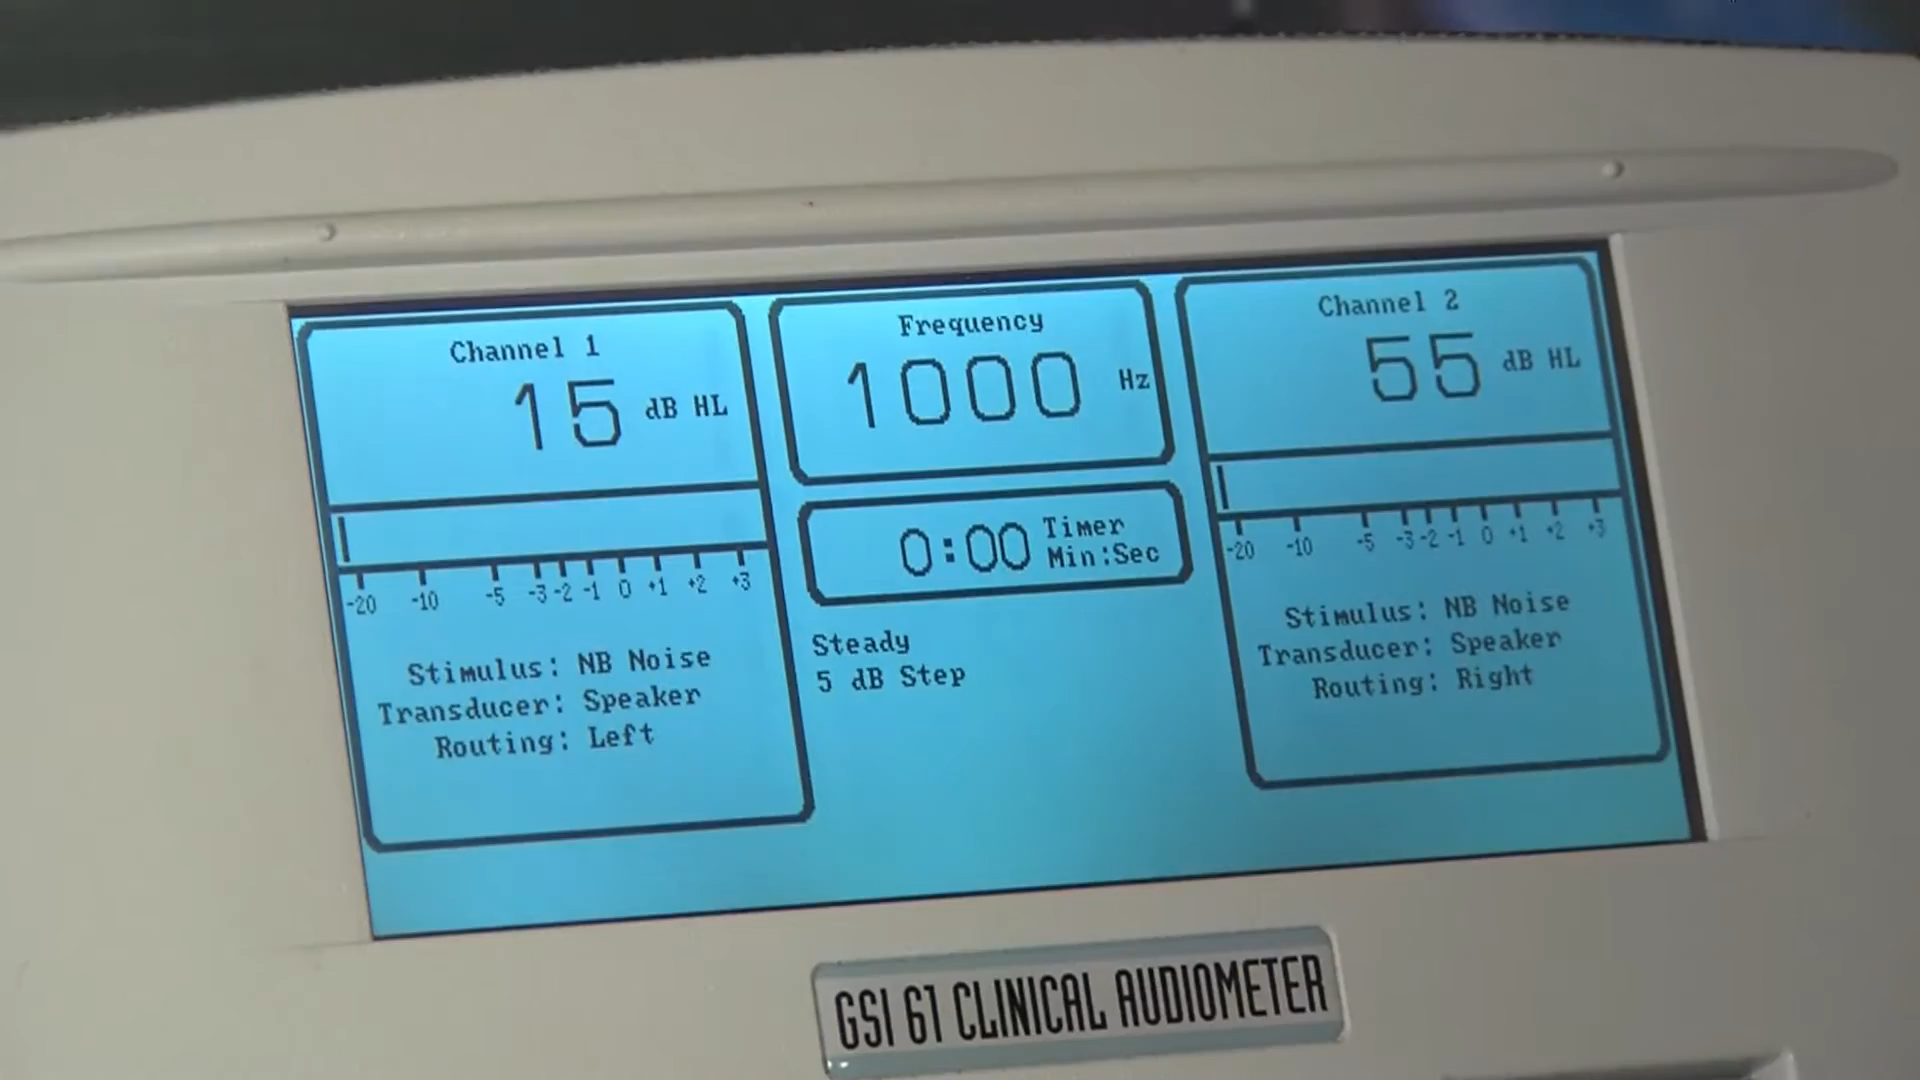 Channel 1
15 dB HL
-20 -10 -5 -3 -2 -1 0 +1 +2 +3
Stimulus: NB Noise
Transducer: Speaker
Routing: Left
Frequency
1000 Hz
0:00 Timer
Min:Sec
Steady
5 dB Step
Channel 2
55 dB HL
-20 -10 -5 -3 -2 -1 0 +1 +2 +3
Stimulus: NB Noise
Transducer: Speaker
Routing: Right
GSI 61 CLINICAL AUDIOMETER